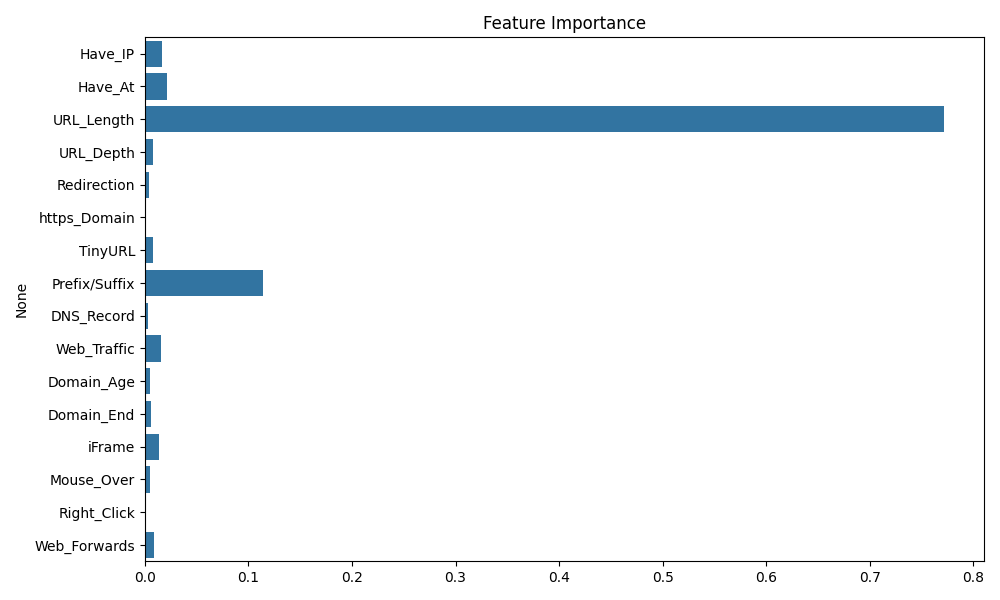 Feature Importance
Have_IP
Have_At
URL_Length
URL_Depth
Redirection
https_Domain
TinyURL
Prefix/Suffix
DNS_Record
Web_Traffic
Domain_Age
Domain_End
iFrame
Mouse_Over
Right_Click
Web_Forwards
None
0.0 0.1 0.2 0.3 0.4 0.5 0.6 0.7 0.8